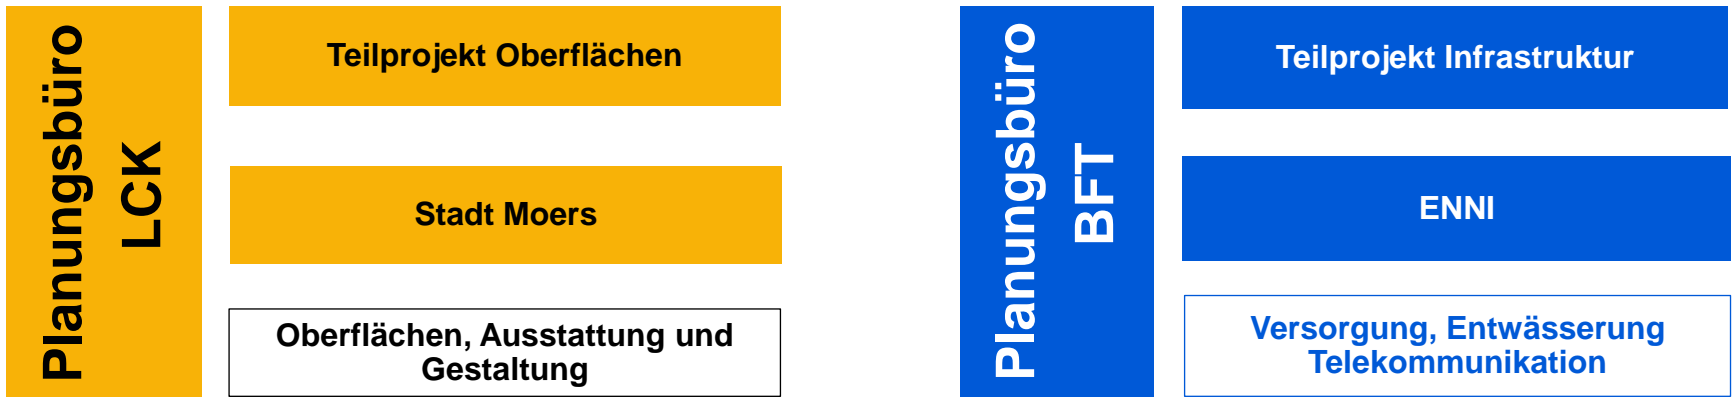 Planungsbüro
LCK
Teilprojekt Oberflächen
Stadt Moers
Oberflächen, Ausstattung und
Gestaltung
Planungsbüro
BFT
Teilprojekt Infrastruktur
ENNI
Versorgung, Entwässerung
Telekommunikation